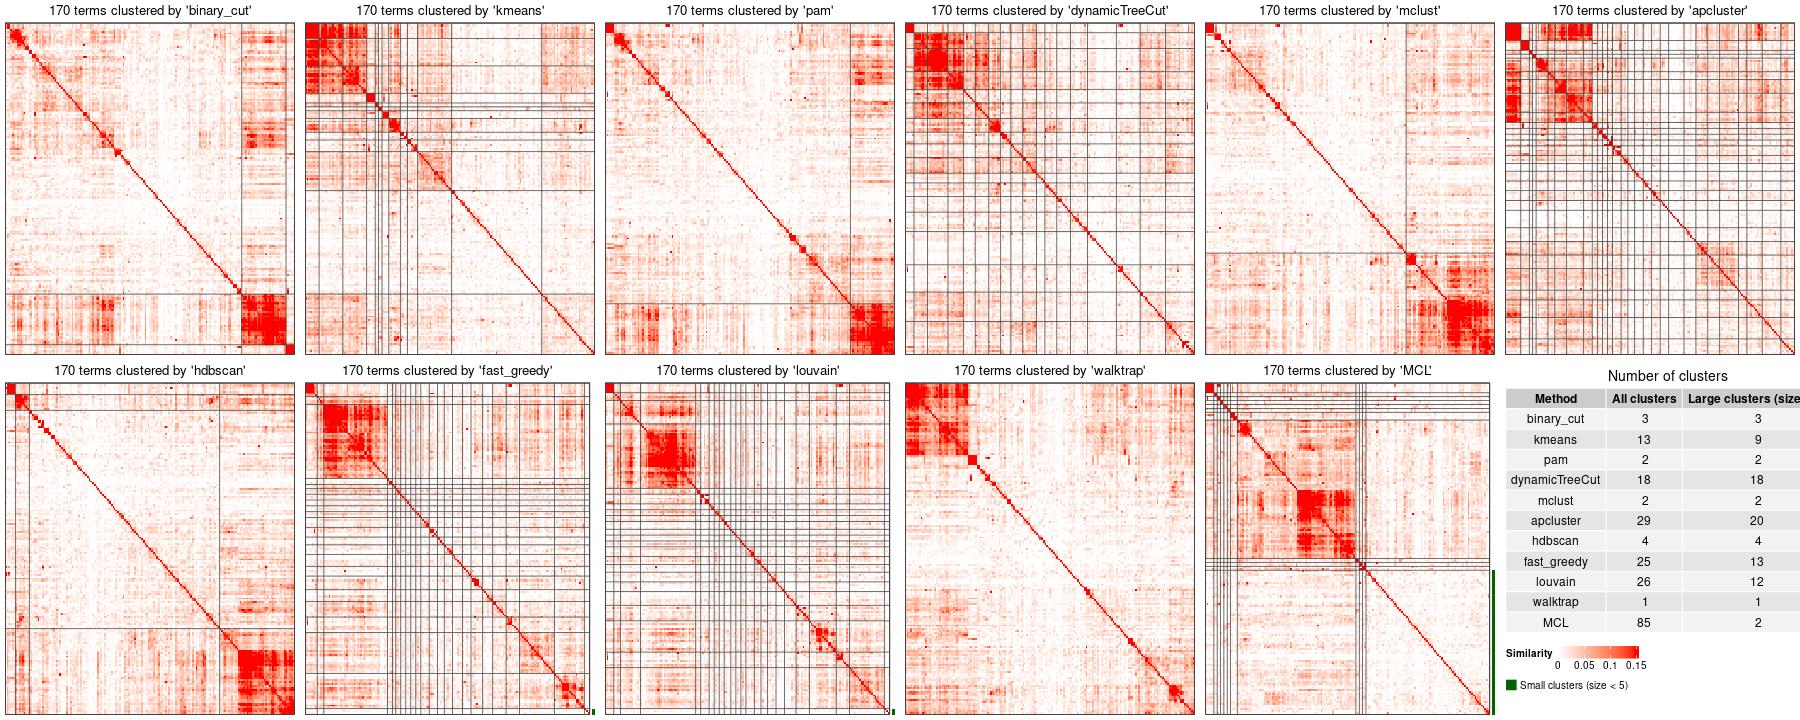 170 terms clustered by 'binary_cut'
170 terms clustered by 'kmeans'
170 terms clustered by 'pam'
170 terms clustered by 'dynamicTreeCut'
170 terms clustered by 'mclust'
170 terms clustered by 'apcluster'
170 terms clustered by 'hdbscan'
170 terms clustered by 'fast_greedy'
170 terms clustered by 'louvain'
170 terms clustered by 'walktrap'
170 terms clustered by 'MCL'
Number of clusters
Method All clusters Large clusters (size
binary_cut 3 3
kmeans 13 9
pam 2 2
dynamicTreeCut 18 18
mclust 2 2
apcluster 29 20
hdbscan 4 4
fast_greedy 25 13
louvain 26 12
walktrap 1 1
MCL 85 2
Similarity
0 0.05 0.1 0.15
Small clusters (size < 5)